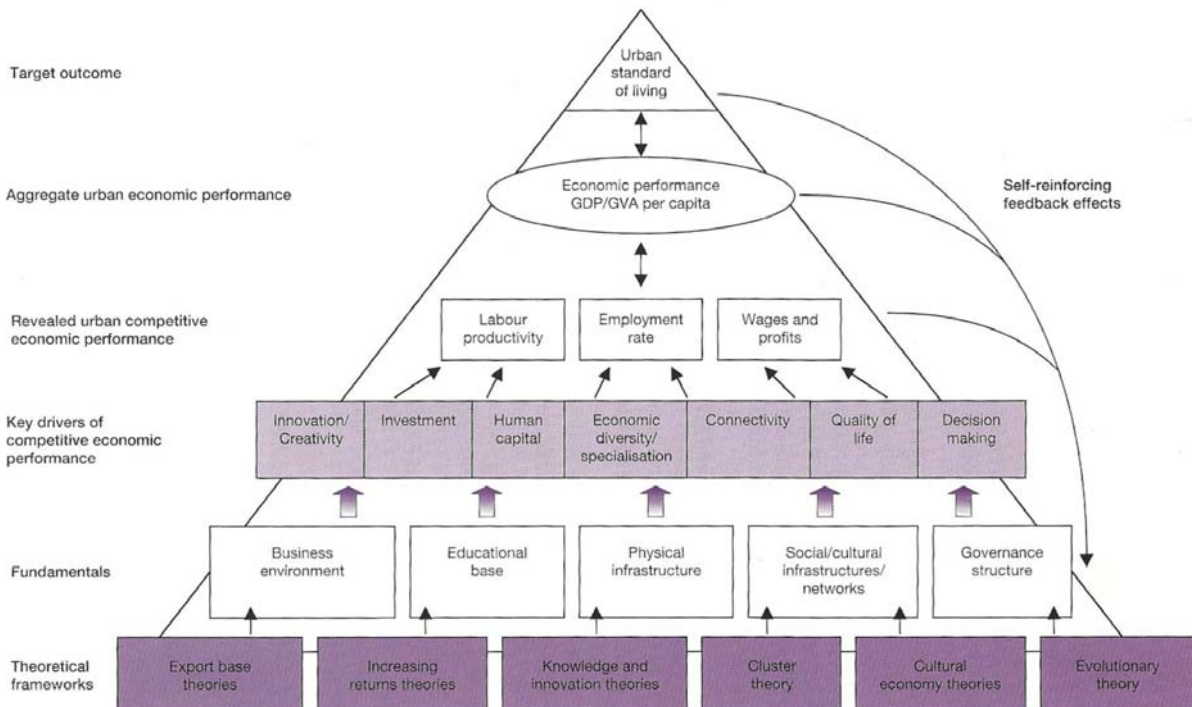 Target outcome
Urban
standard
of living
Aggregate urban economic performance
Economic performance
GDP/GVA per capita
Self-reinforcing
feedback effects
Revealed urban competitive
economic performance
Labour
productivity
Employment
rate
Wages and
profits
Key drivers of
competitive economic
performance
Innovation/
Creativity
Investment
Human
capital
Economic
diversity/
specialisation
Connectivity
Quality of
life
Decision
making
Fundamentals
Business
environment
Educational
base
Physical
infrastructure
Social/cultural
infrastructures/
networks
Governance
structure
Theoretical
frameworks
Export base
theories
Increasing
returns theories
Knowledge and
innovation theories
Cluster
theory
Cultural
economy theories
Evolutionary
theory